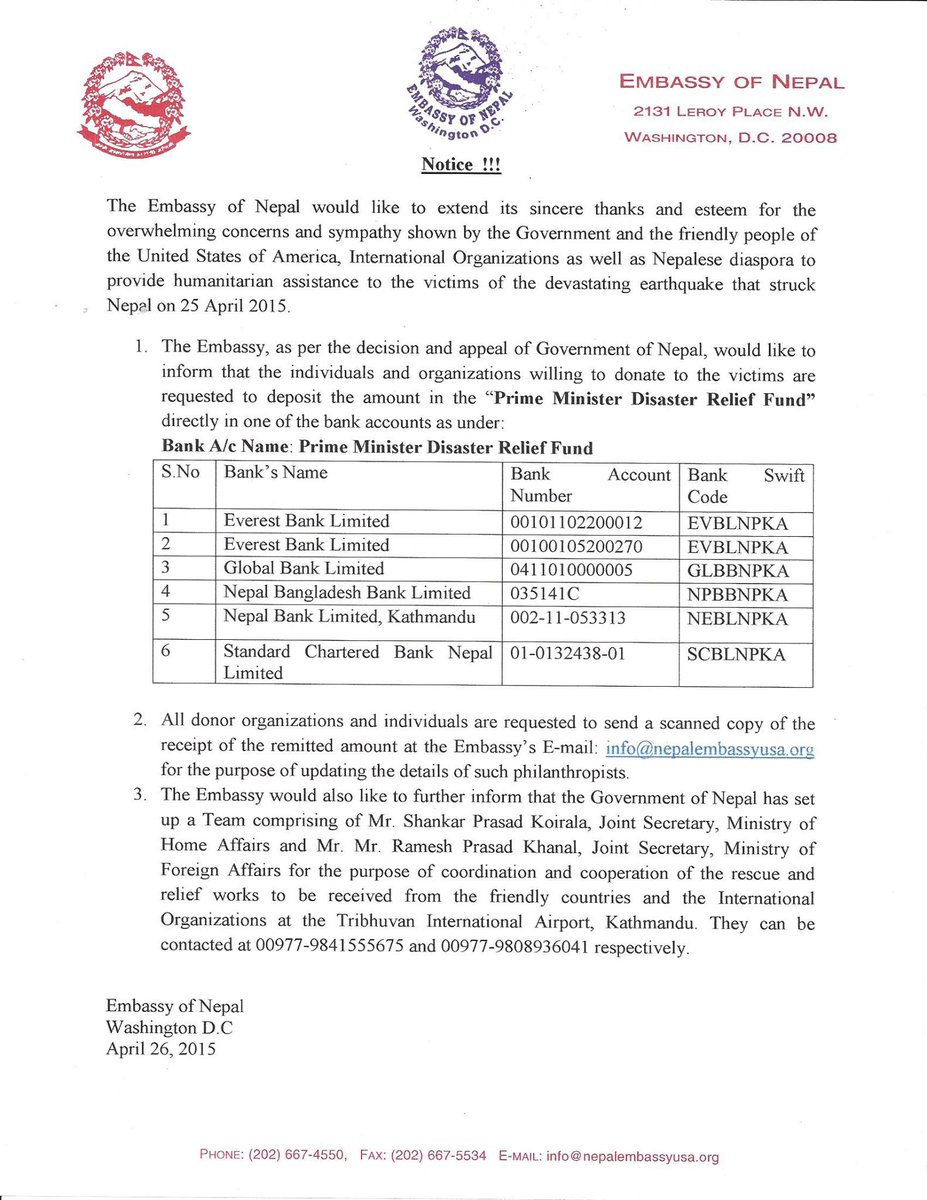 EMBASSY OF NEPAL
Washington D.C.
EMBASSY OF NEPAL
2131 LEROY PLACE N.W.
WASHINGTON, D.C. 20008
Notice !!!
The Embassy of Nepal would like to extend its sincere thanks and esteem for the
overwhelming concerns and sympathy shown by the Government and the friendly people of
the United States of America, International Organizations as well as Nepalese diaspora to
provide humanitarian assistance to the victims of the devastating earthquake that struck
Nepal on 25 April 2015.
1. The Embassy, as per the decision and appeal of Government of Nepal, would like to
inform that the individuals and organizations willing to donate to the victims are
requested to deposit the amount in the “Prime Minister Disaster Relief Fund”
directly in one of the bank accounts as under:
Bank A/c Name: Prime Minister Disaster Relief Fund
S.No Bank’s Name Bank Account Number Bank Swift Code
1 Everest Bank Limited 00101102200012 EVBLNPKA
2 Everest Bank Limited 00100105200270 EVBLNPKA
3 Global Bank Limited 0411010000005 GLBBNPKA
4 Nepal Bangladesh Bank Limited 035141C NPBBNPKA
5 Nepal Bank Limited, Kathmandu 002-11-053313 NEBLNPKA
6 Standard Chartered Bank Nepal Limited 01-0132438-01 SCBLNPKA
2. All donor organizations and individuals are requested to send a scanned copy of the
receipt of the remitted amount at the Embassy’s E-mail: info@nepalembassyusa.org
for the purpose of updating the details of such philanthropists.
3. The Embassy would also like to further inform that the Government of Nepal has set
up a Team comprising of Mr. Shankar Prasad Koirala, Joint Secretary, Ministry of
Home Affairs and Mr. Mr. Ramesh Prasad Khanal, Joint Secretary, Ministry of
Foreign Affairs for the purpose of coordination and cooperation of the rescue and
relief works to be received from the friendly countries and the International
Organizations at the Tribhuvan International Airport, Kathmandu. They can be
contacted at 00977-9841555675 and 00977-9808936041 respectively.
Embassy of Nepal
Washington D.C
April 26, 2015
PHONE: (202) 667-4550, FAX: (202) 667-5534 E-MAIL: info@nepalembassyusa.org